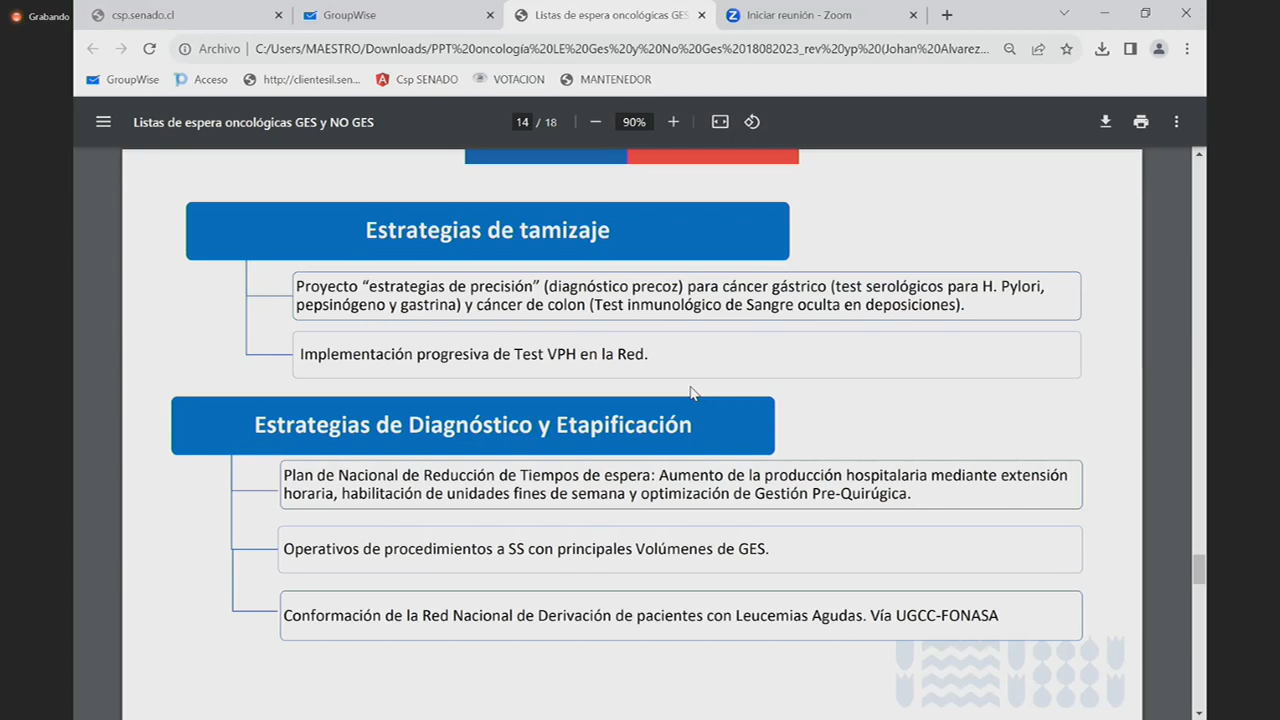 Grabando
csp.senado.cl
GroupWise
Listas de espera oncológicas GES
Iniciar reunión - Zoom
Archivo
C:/Users/MAESTRO/Downloads/PPT%20oncología%20LE%20Ges%20y%20No%20Ges%2018082023_rev%20yp%20(Johan%20Alvarez...
GroupWise
Acceso
http://clientesil.sen...
Csp SENADO
VOTACION
MANTENEDOR
Listas de espera oncológicas GES y NO GES
14 / 18
90%
Estrategias de tamizaje
Proyecto “estrategias de precisión” (diagnóstico precoz) para cáncer gástrico (test serológicos para H. Pylori,
pepsinógeno y gastrina) y cáncer de colon (Test inmunológico de Sangre oculta en deposiciones).
Implementación progresiva de Test VPH en la Red.
Estrategias de Diagnóstico y Etapificación
Plan de Nacional de Reducción de Tiempos de espera: Aumento de la producción hospitalaria mediante extensión
horaria, habilitación de unidades fines de semana y optimización de Gestión Pre-Quirúgica.
Operativos de procedimientos a SS con principales Volúmenes de GES.
Conformación de la Red Nacional de Derivación de pacientes con Leucemias Agudas. Vía UGCC-FONASA